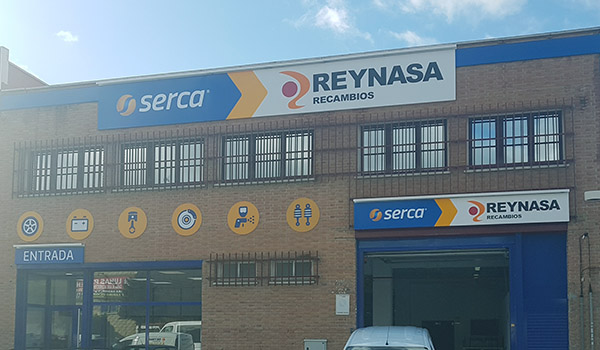 serca
REYNASA
RECAMBIOS
serca
REYNASA
RECAMBIOS
ENTRADA